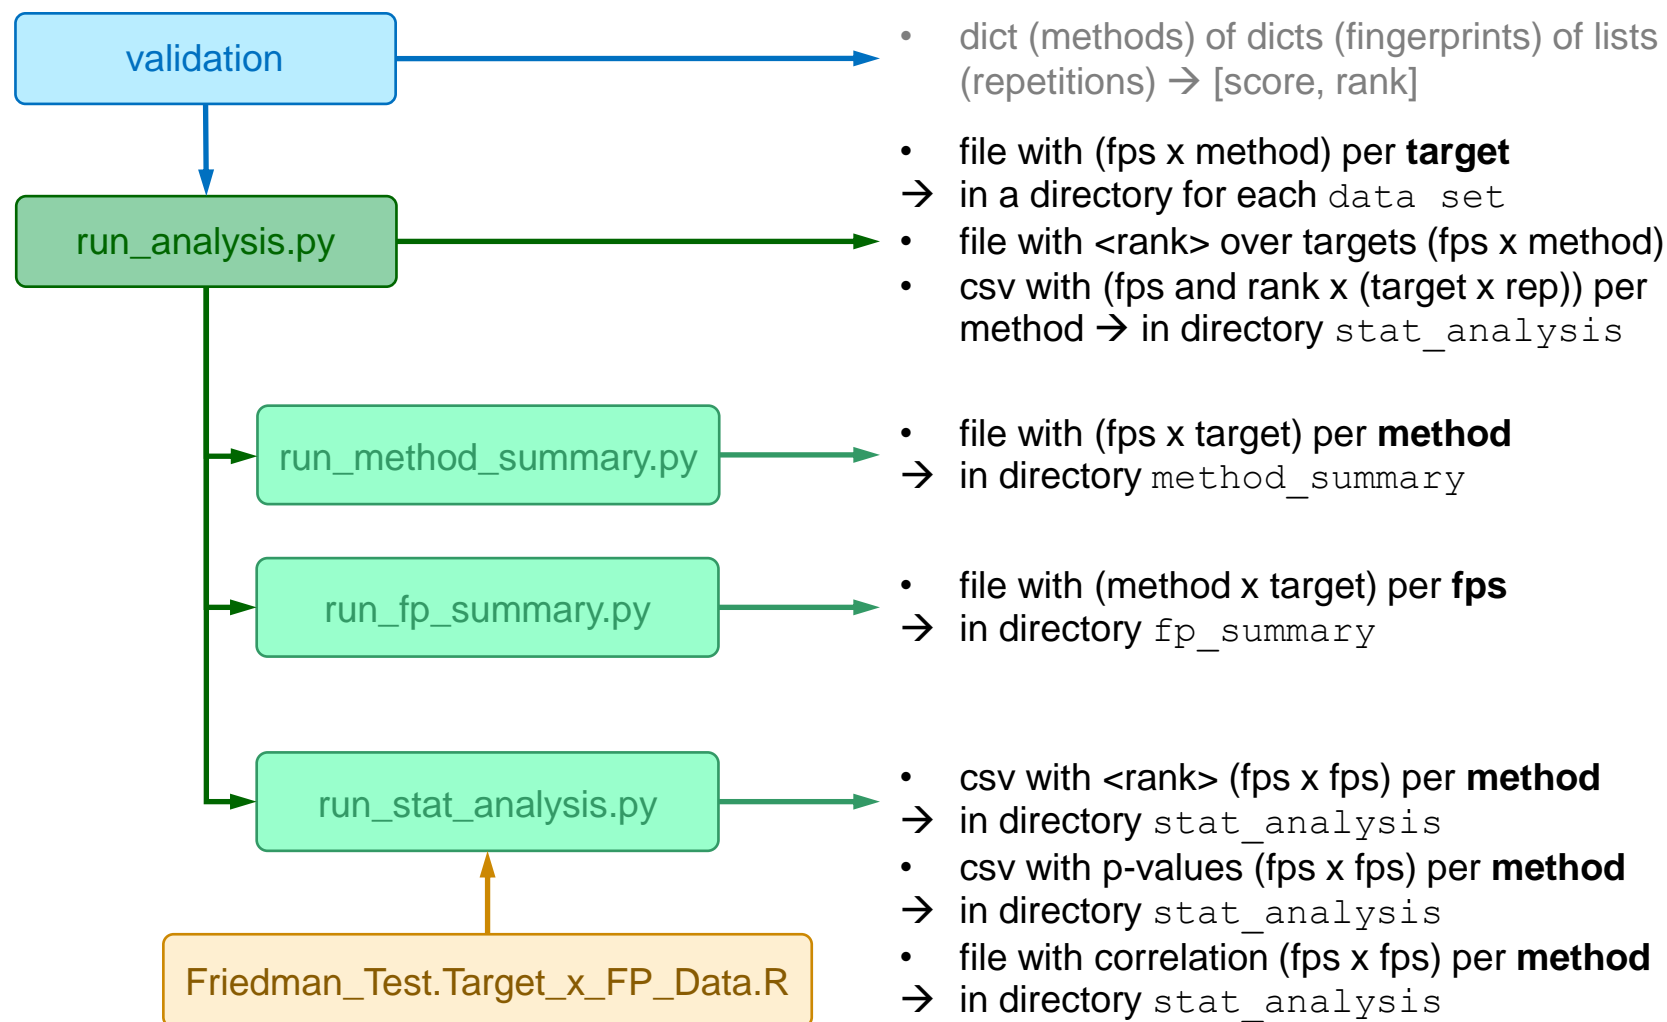 validation
• dict (methods) of dicts (fingerprints) of lists
(repetitions) → [score, rank]
run_analysis.py
• file with (fps x method) per target
→ in a directory for each data set
• file with <rank> over targets (fps x method)
• csv with (fps and rank x (target x rep)) per
method → in directory stat_analysis
run_method_summary.py
• file with (fps x target) per method
→ in directory method_summary
run_fp_summary.py
• file with (method x target) per fps
→ in directory fp_summary
run_stat_analysis.py
• csv with <rank> (fps x fps) per method
→ in directory stat_analysis
• csv with p-values (fps x fps) per method
→ in directory stat_analysis
• file with correlation (fps x fps) per method
→ in directory stat_analysis
Friedman_Test.Target_x_FP_Data.R